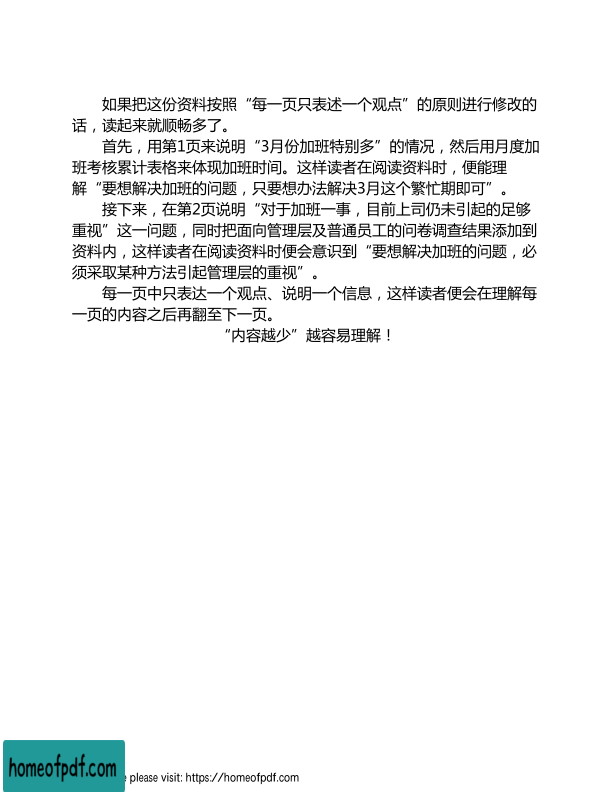 如果把这份资料按照“每一页只表述一个观点”的原则进行修改的
话，读起来就顺畅多了。
首先，用第1页来说明“3月份加班特别多”的情况，然后用月度加
班考核累计表格来体现加班时间。这样读者在阅读资料时，便能理
解“要想解决加班的问题，只要想办法解决3月这个繁忙期即可”。
接下来，在第2页说明“对于加班一事，目前上司仍未引起的足够
重视”这一问题，同时把面向管理层及普通员工的问卷调查结果添加到
资料内，这样读者在阅读资料时便会意识到“要想解决加班的问题，必
须采取某种方法引起管理层的重视”。
每一页中只表达一个观点、说明一个信息，这样读者便会在理解每
一页的内容之后再翻至下一页。
“内容越少”越容易理解！
homeofpdf.com
e please visit: https://homeofpdf.com